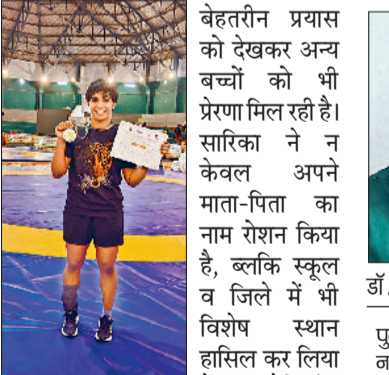 बेहतरीन प्रयास
को देखकर अन्य
बच्चों को भी
प्रेरणा मिल रही है।
सारिका ने न
केवल अपने
माता-पिता का
नाम रोशन किया
है, ब्लकि स्कूल
व जिले में भी
विशेष स्थान
हासिल कर लिया
डॉ.